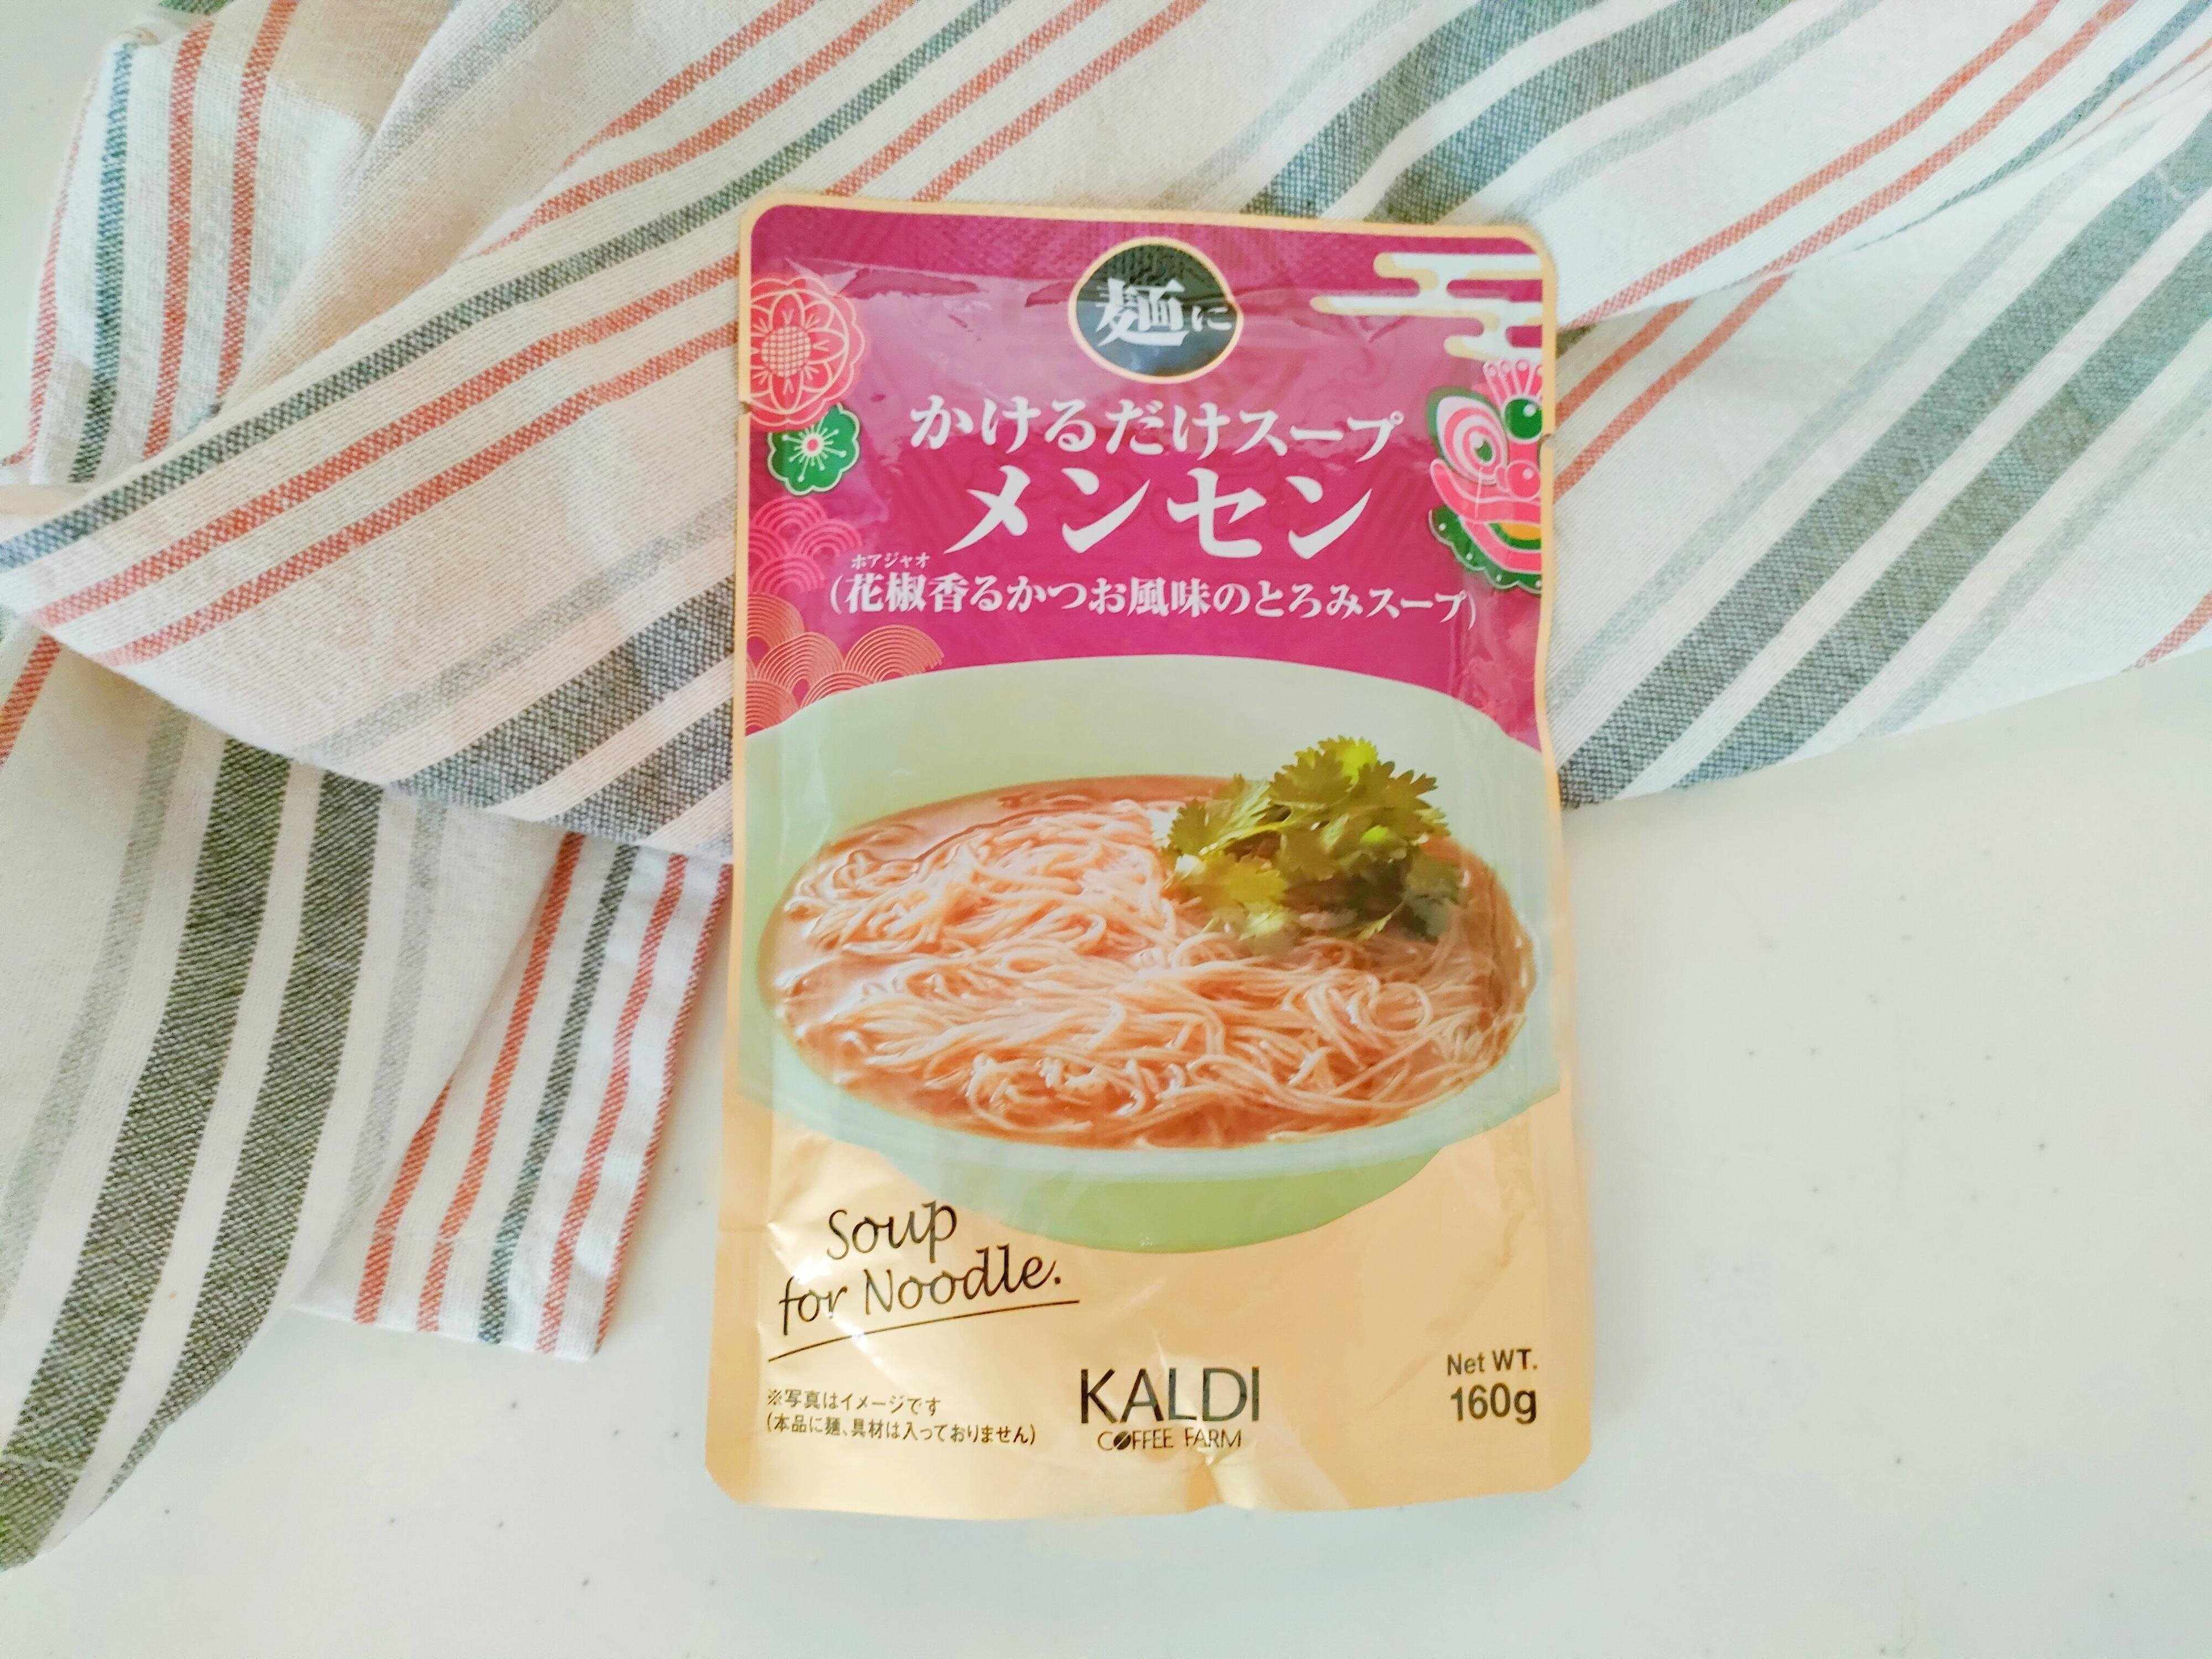 麺に
かけるだけスープ
メンセン
ホアジャオ
(花椒香るかつお風味のとろみスープ)
Soup
for Noodle.
※写真はイメージです
(本品に麺、具材は入っておりません)
KALDI
COFFEE FARM
Net WT.
160g